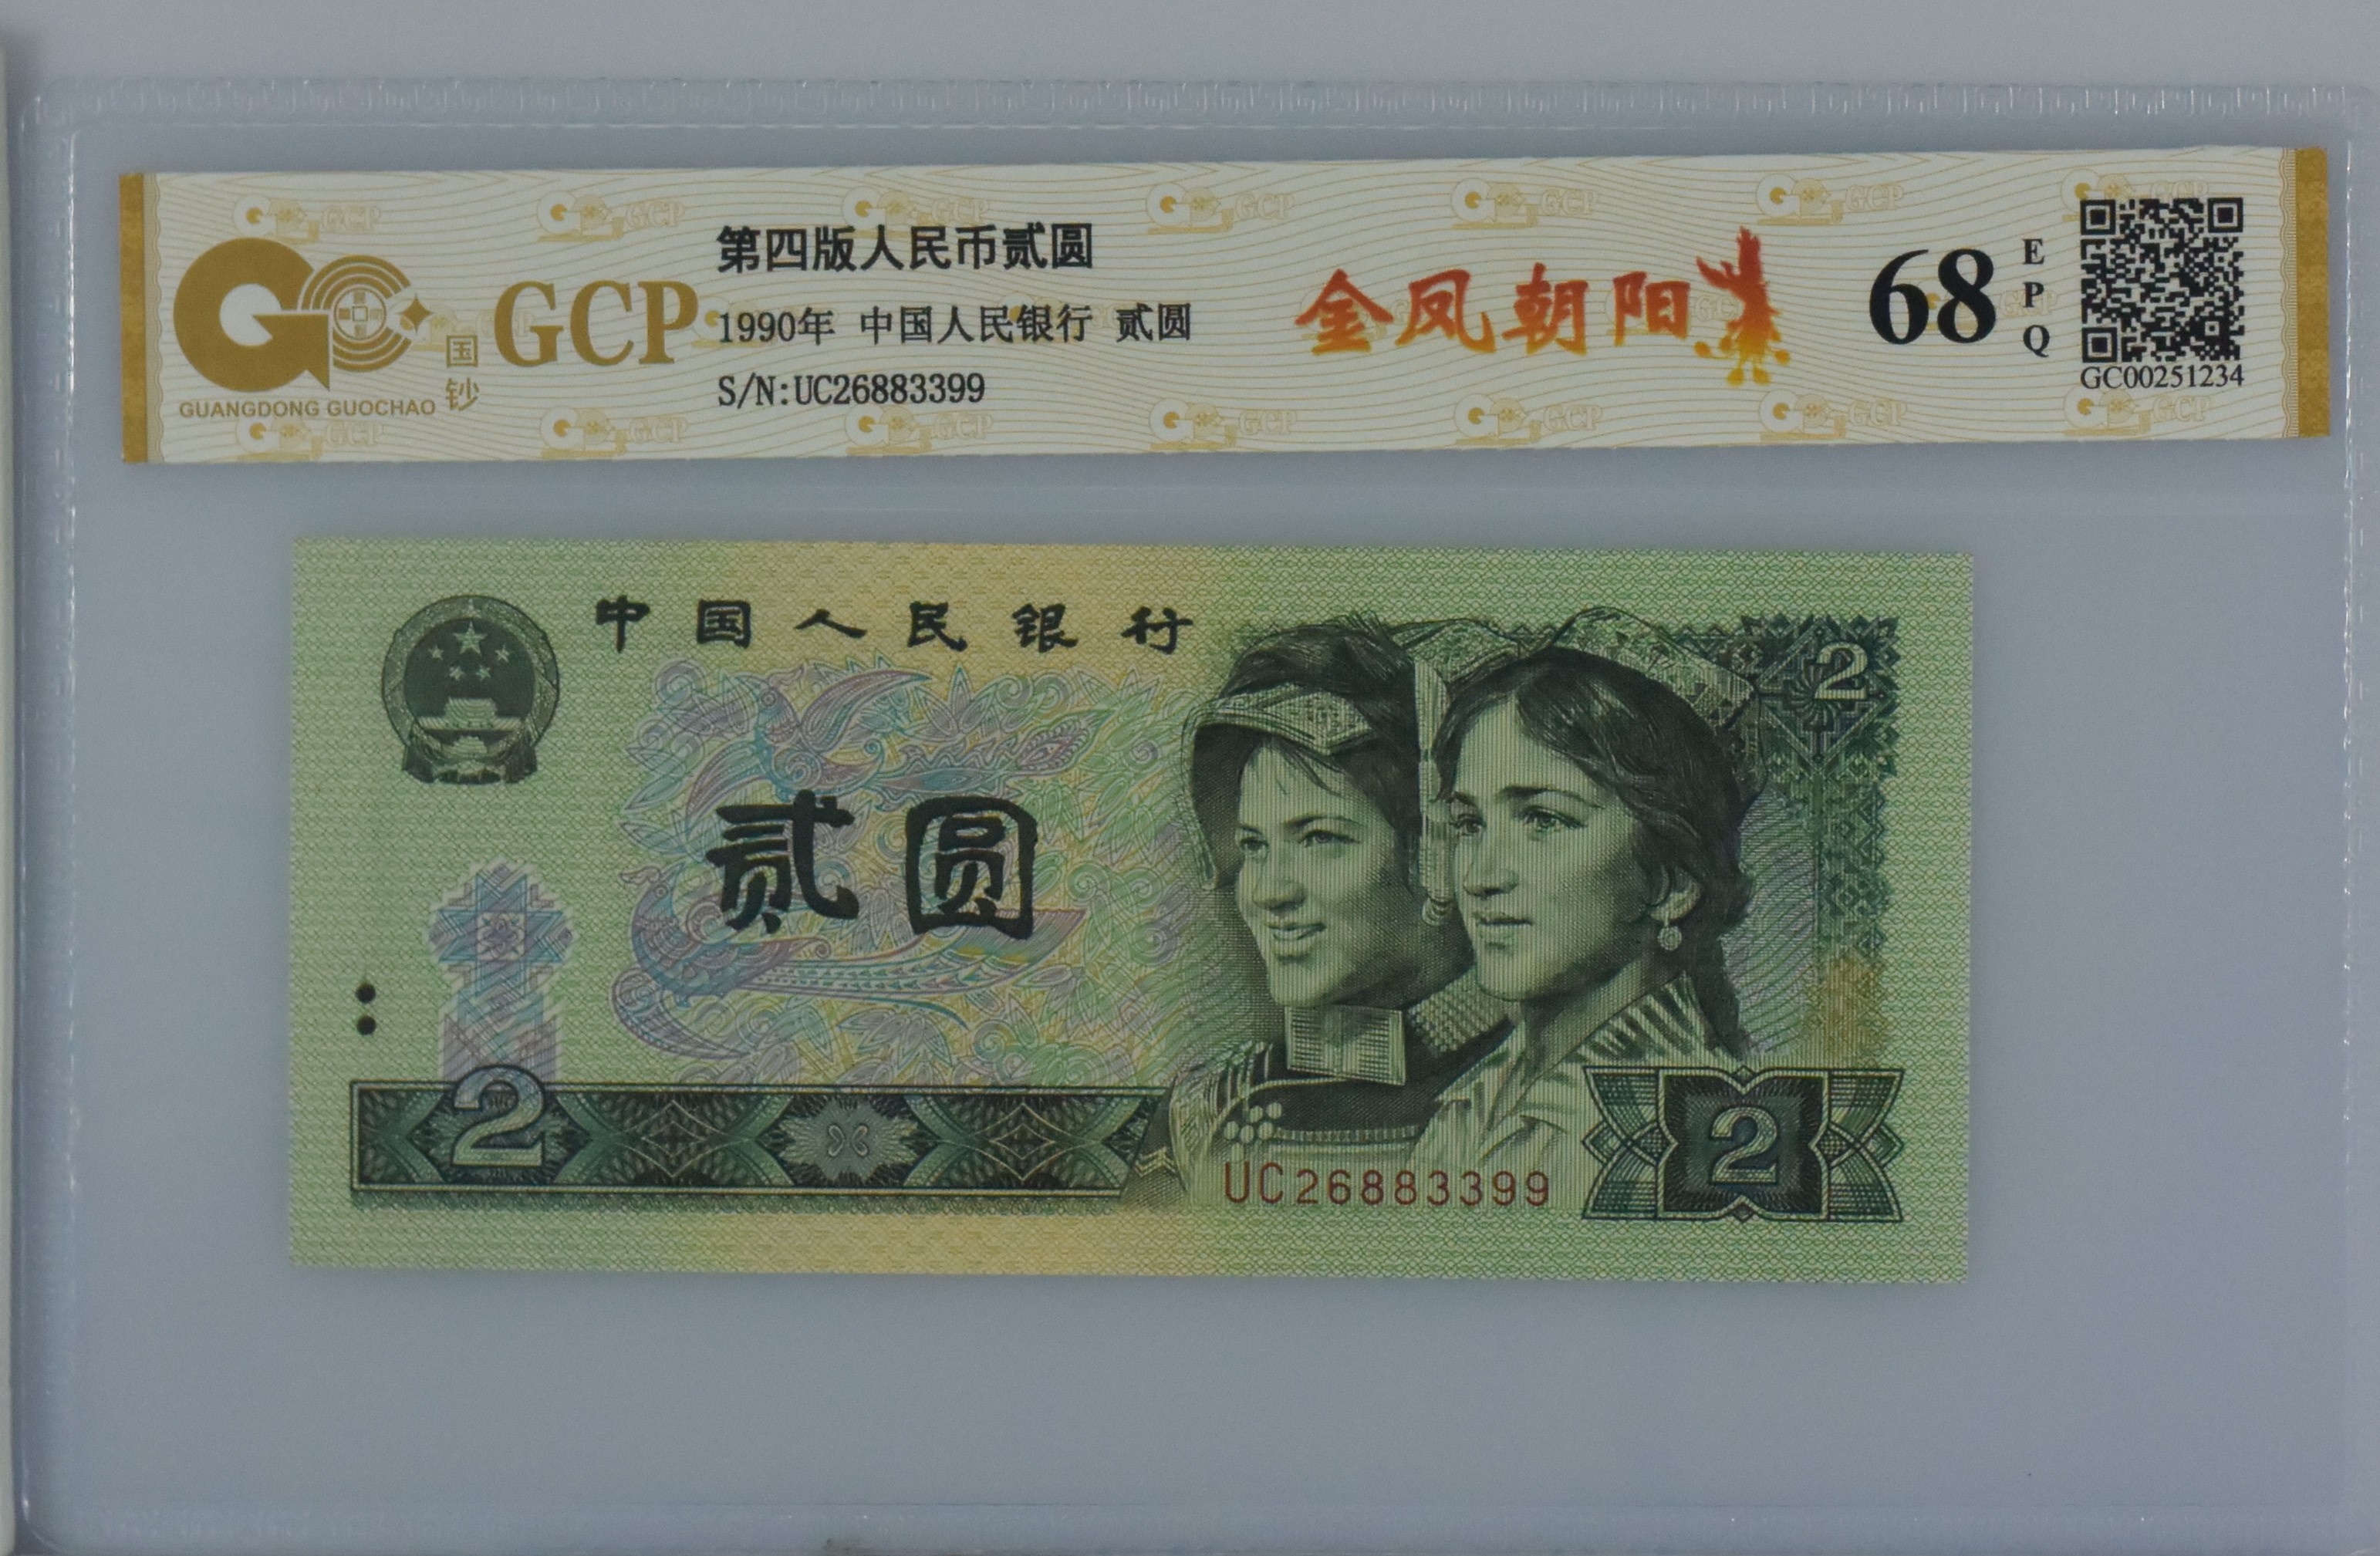 GUANGDONG GUOCHAO
国钞
GCP
第四版人民币贰圆
1990年 中国人民银行 贰圆
S/N:UC26883399
金凤朝阳
68
EPQ
GC00251234
中国人民银行
贰圆
2
2
2
UC26883399